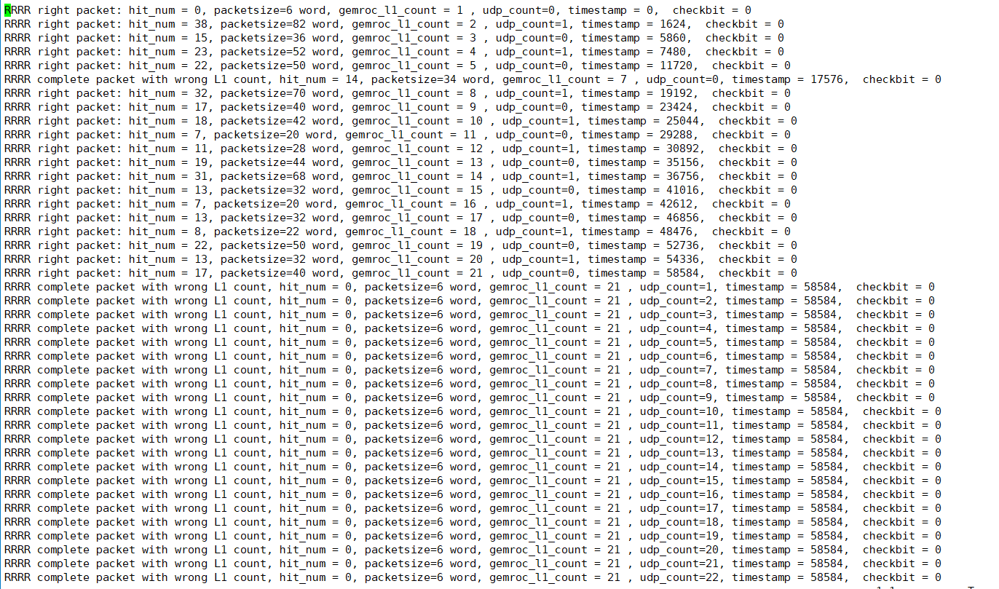 RRRR right packet: hit_num = 0, packetsize=6 word, gemroc_l1_count = 1 , udp_count=0, timestamp = 0,  checkbit = 0
RRRR right packet: hit_num = 38, packetsize=82 word, gemroc_l1_count = 2 , udp_count=1, timestamp = 1624,  checkbit = 0
RRRR right packet: hit_num = 15, packetsize=36 word, gemroc_l1_count = 3 , udp_count=0, timestamp = 5860,  checkbit = 0
RRRR right packet: hit_num = 23, packetsize=52 word, gemroc_l1_count = 4 , udp_count=1, timestamp = 7480,  checkbit = 0
RRRR right packet: hit_num = 22, packetsize=50 word, gemroc_l1_count = 5 , udp_count=0, timestamp = 11720,  checkbit = 0
RRRR complete packet with wrong L1 count, hit_num = 14, packetsize=34 word, gemroc_l1_count = 7 , udp_count=0, timestamp = 17576,  checkbit = 0
RRRR right packet: hit_num = 32, packetsize=70 word, gemroc_l1_count = 8 , udp_count=1, timestamp = 19192,  checkbit = 0
RRRR right packet: hit_num = 17, packetsize=40 word, gemroc_l1_count = 9 , udp_count=0, timestamp = 23424,  checkbit = 0
RRRR right packet: hit_num = 18, packetsize=42 word, gemroc_l1_count = 10 , udp_count=1, timestamp = 25044,  checkbit = 0
RRRR right packet: hit_num = 7, packetsize=20 word, gemroc_l1_count = 11 , udp_count=0, timestamp = 29288,  checkbit = 0
RRRR right packet: hit_num = 11, packetsize=28 word, gemroc_l1_count = 12 , udp_count=1, timestamp = 30892,  checkbit = 0
RRRR right packet: hit_num = 19, packetsize=44 word, gemroc_l1_count = 13 , udp_count=0, timestamp = 35156,  checkbit = 0
RRRR right packet: hit_num = 31, packetsize=68 word, gemroc_l1_count = 14 , udp_count=1, timestamp = 36756,  checkbit = 0
RRRR right packet: hit_num = 13, packetsize=32 word, gemroc_l1_count = 15 , udp_count=0, timestamp = 41016,  checkbit = 0
RRRR right packet: hit_num = 7, packetsize=20 word, gemroc_l1_count = 16 , udp_count=1, timestamp = 42612,  checkbit = 0
RRRR right packet: hit_num = 13, packetsize=32 word, gemroc_l1_count = 17 , udp_count=0, timestamp = 46856,  checkbit = 0
RRRR right packet: hit_num = 8, packetsize=22 word, gemroc_l1_count = 18 , udp_count=1, timestamp = 48476,  checkbit = 0
RRRR right packet: hit_num = 22, packetsize=50 word, gemroc_l1_count = 19 , udp_count=0, timestamp = 52736,  checkbit = 0
RRRR right packet: hit_num = 13, packetsize=32 word, gemroc_l1_count = 20 , udp_count=1, timestamp = 54336,  checkbit = 0
RRRR right packet: hit_num = 17, packetsize=40 word, gemroc_l1_count = 21 , udp_count=0, timestamp = 58584,  checkbit = 0
RRRR complete packet with wrong L1 count, hit_num = 0, packetsize=6 word, gemroc_l1_count = 21 , udp_count=1, timestamp = 58584,  checkbit = 0
RRRR complete packet with wrong L1 count, hit_num = 0, packetsize=6 word, gemroc_l1_count = 21 , udp_count=2, timestamp = 58584,  checkbit = 0
RRRR complete packet with wrong L1 count, hit_num = 0, packetsize=6 word, gemroc_l1_count = 21 , udp_count=3, timestamp = 58584,  checkbit = 0
RRRR complete packet with wrong L1 count, hit_num = 0, packetsize=6 word, gemroc_l1_count = 21 , udp_count=4, timestamp = 58584,  checkbit = 0
RRRR complete packet with wrong L1 count, hit_num = 0, packetsize=6 word, gemroc_l1_count = 21 , udp_count=5, timestamp = 58584,  checkbit = 0
RRRR complete packet with wrong L1 count, hit_num = 0, packetsize=6 word, gemroc_l1_count = 21 , udp_count=6, timestamp = 58584,  checkbit = 0
RRRR complete packet with wrong L1 count, hit_num = 0, packetsize=6 word, gemroc_l1_count = 21 , udp_count=7, timestamp = 58584,  checkbit = 0
RRRR complete packet with wrong L1 count, hit_num = 0, packetsize=6 word, gemroc_l1_count = 21 , udp_count=8, timestamp = 58584,  checkbit = 0
RRRR complete packet with wrong L1 count, hit_num = 0, packetsize=6 word, gemroc_l1_count = 21 , udp_count=9, timestamp = 58584,  checkbit = 0
RRRR complete packet with wrong L1 count, hit_num = 0, packetsize=6 word, gemroc_l1_count = 21 , udp_count=10, timestamp = 58584,  checkbit = 0
RRRR complete packet with wrong L1 count, hit_num = 0, packetsize=6 word, gemroc_l1_count = 21 , udp_count=11, timestamp = 58584,  checkbit = 0
RRRR complete packet with wrong L1 count, hit_num = 0, packetsize=6 word, gemroc_l1_count = 21 , udp_count=12, timestamp = 58584,  checkbit = 0
RRRR complete packet with wrong L1 count, hit_num = 0, packetsize=6 word, gemroc_l1_count = 21 , udp_count=13, timestamp = 58584,  checkbit = 0
RRRR complete packet with wrong L1 count, hit_num = 0, packetsize=6 word, gemroc_l1_count = 21 , udp_count=14, timestamp = 58584,  checkbit = 0
RRRR complete packet with wrong L1 count, hit_num = 0, packetsize=6 word, gemroc_l1_count = 21 , udp_count=15, timestamp = 58584,  checkbit = 0
RRRR complete packet with wrong L1 count, hit_num = 0, packetsize=6 word, gemroc_l1_count = 21 , udp_count=16, timestamp = 58584,  checkbit = 0
RRRR complete packet with wrong L1 count, hit_num = 0, packetsize=6 word, gemroc_l1_count = 21 , udp_count=17, timestamp = 58584,  checkbit = 0
RRRR complete packet with wrong L1 count, hit_num = 0, packetsize=6 word, gemroc_l1_count = 21 , udp_count=18, timestamp = 58584,  checkbit = 0
RRRR complete packet with wrong L1 count, hit_num = 0, packetsize=6 word, gemroc_l1_count = 21 , udp_count=19, timestamp = 58584,  checkbit = 0
RRRR complete packet with wrong L1 count, hit_num = 0, packetsize=6 word, gemroc_l1_count = 21 , udp_count=20, timestamp = 58584,  checkbit = 0
RRRR complete packet with wrong L1 count, hit_num = 0, packetsize=6 word, gemroc_l1_count = 21 , udp_count=21, timestamp = 58584,  checkbit = 0
RRRR complete packet with wrong L1 count, hit_num = 0, packetsize=6 word, gemroc_l1_count = 21 , udp_count=22, timestamp = 58584,  checkbit = 0